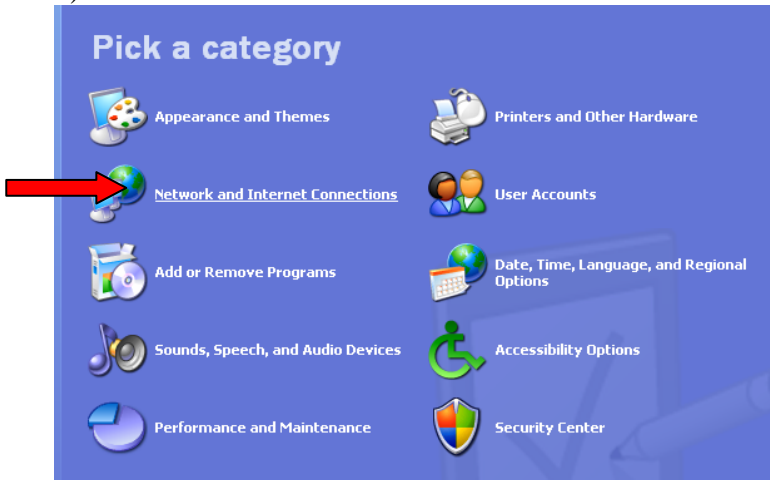 Pick a category
Appearance and Themes
Printers and Other Hardware
Network and Internet Connections
User Accounts
Add or Remove Programs
Date, Time, Language, and Regional
Options
Sounds, Speech, and Audio Devices
Accessibility Options
Performance and Maintenance
Security Center